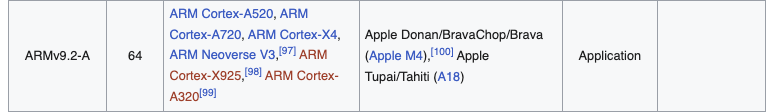 ARMv9.2-A
64
ARM Cortex-A520, ARM
Cortex-A720, ARM Cortex-X4,
ARM Neoverse V3,[97] ARM
Cortex-X925,[98] ARM Cortex-
A320[99]
Apple Donan/BravaChop/Brava
(Apple M4),[100] Apple
Tupai/Tahiti (A18)
Application